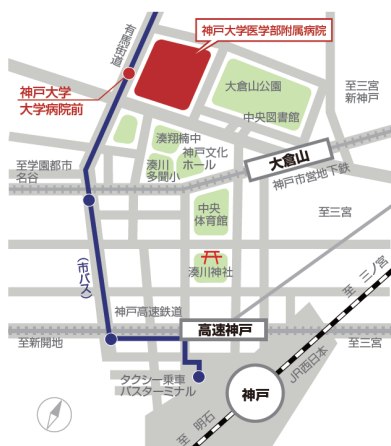 有馬街道
神戸大学医学部附属病院
神戸大学
大学病院前
大倉山公園
至三宮
新神戸
中央図書館
湊翔楠中
神戸文化
ホール
湊川
多聞小
大倉山
至学園都市
名谷
神戸市営地下鉄
中央
体育館
至三宮
湊川神社
(市バス)
至 三ノ宮
神戸高速鉄道
高速神戸
至新開地
至三宮
JR西日本
タクシー乗車
バスターミナル
神戸
至 明石